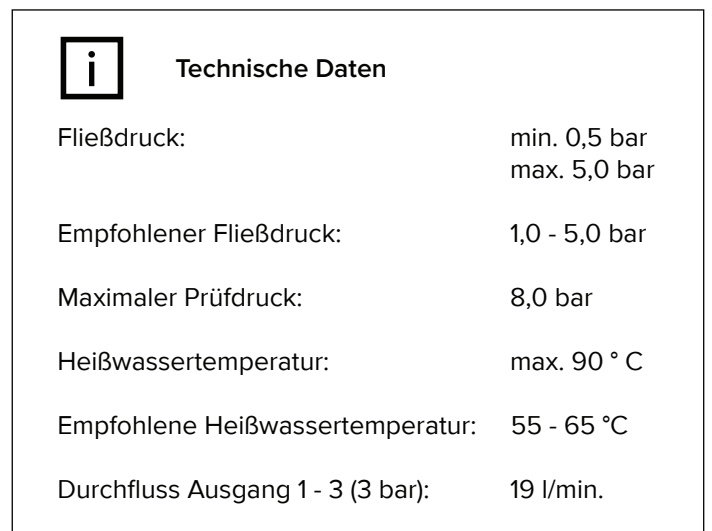 Technische Daten
Fließdruck: min. 0,5 bar
max. 5,0 bar
Empfohlener Fließdruck: 1,0 - 5,0 bar
Maximaler Prüfdruck: 8,0 bar
Heißwassertemperatur: max. 90 ° C
Empfohlene Heißwassertemperatur: 55 - 65 °C
Durchfluss Ausgang 1 - 3 (3 bar): 19 l/min.